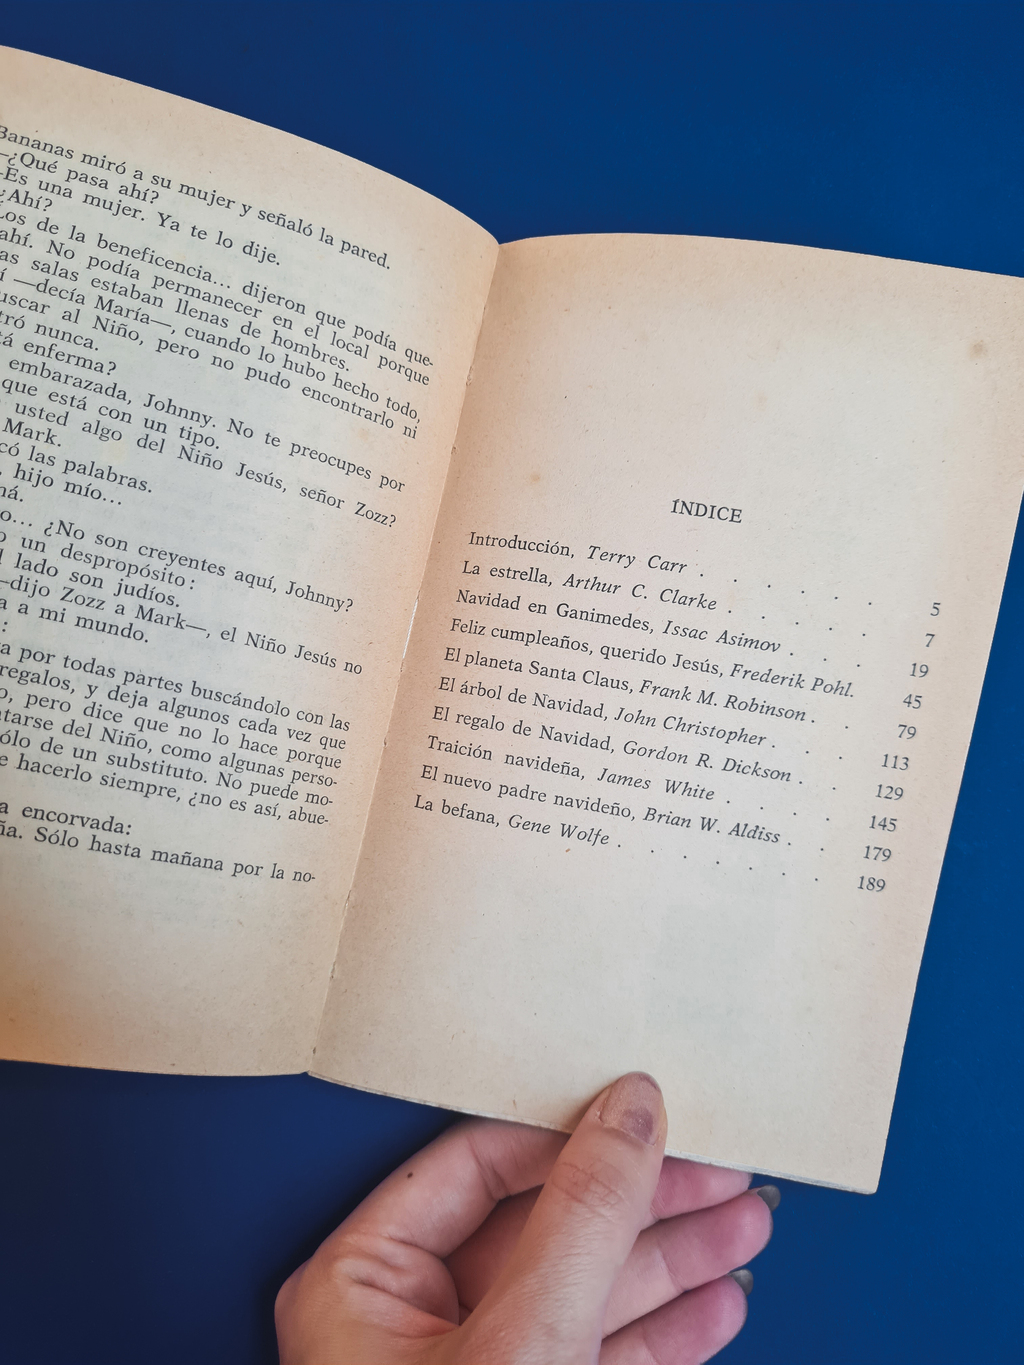 Bananas miró a su mujer y señaló la pared.
—¿Qué pasa ahí?
—Es una mujer. Ya te lo dije.
¿Ahí?
Los de la beneficencia... dijeron que podía que-
ahí. No podía permanecer en el local porque
as salas estaban llenas de hombres.
í —decía María—, cuando lo hubo hecho todo,
uscar al Niño, pero no pudo encontrarlo ni
tró nunca.
tá enferma?
embarazada, Johnny. No te preocupes por
que está con un tipo.
usted algo del Niño Jesús, señor Zozz?
Mark.
có las palabras.
, hijo mío...
má.
o... ¿No son creyentes aquí, Johnny?
o un despropósito:
l lado son judíos.
—dijo Zozz a Mark—, el Niño Jesús no
a a mi mundo.
:
a por todas partes buscándolo con las
regalos, y deja algunos cada vez que
o, pero dice que no lo hace porque
tarse del Niño, como algunas perso-
ólo de un substituto. No puede mo-
e hacerlo siempre, ¿no es así, abue-
a encorvada:
ña. Sólo hasta mañana por la no-
ÍNDICE
Introducción, Terry Carr . . . . . 5
La estrella, Arthur C. Clarke . . . . . 7
Navidad en Ganimedes, Issac Asimov . . . 19
Feliz cumpleaños, querido Jesús, Frederik Pohl. 45
El planeta Santa Claus, Frank M. Robinson . . 79
El árbol de Navidad, John Christopher . . . 113
El regalo de Navidad, Gordon R. Dickson . . 129
Traición navideña, James White . . . . 145
El nuevo padre navideño, Brian W. Aldiss . . 179
La befana, Gene Wolfe . . . . . 189